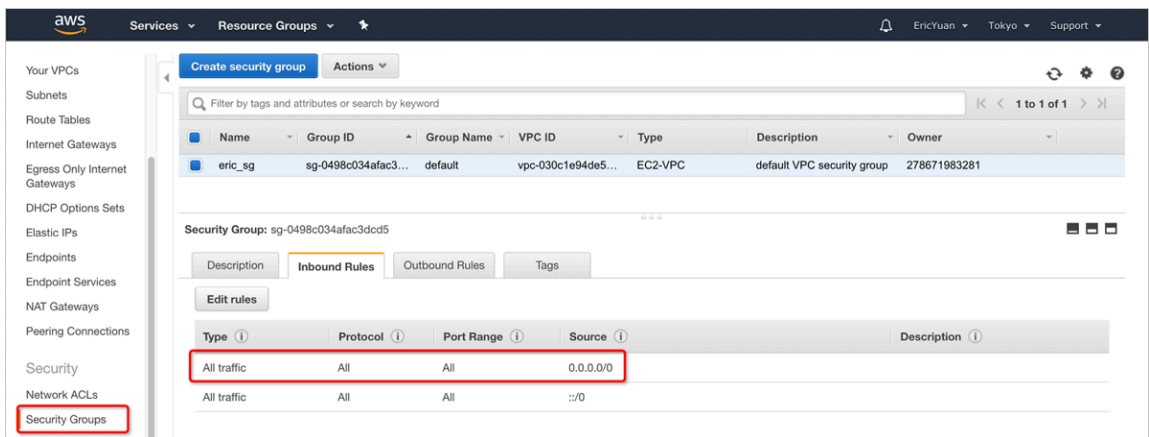 aws Services Resource Groups EricYuan Tokyo Support
Your VPCs
Subnets
Route Tables
Internet Gateways
Egress Only Internet
Gateways
DHCP Options Sets
Elastic IPs
Endpoints
Endpoint Services
NAT Gateways
Peering Connections
Security
Network ACLs
Security Groups
Create security group Actions
Filter by tags and attributes or search by keyword 1 to 1 of 1
Name Group ID Group Name VPC ID Type Description Owner
eric_sg sg-0498c034afac3... default vpc-030c1e94de5... EC2-VPC default VPC security group 278671983281
Security Group: sg-0498c034afac3dcd5
Description Inbound Rules Outbound Rules Tags
Edit rules
Type Protocol Port Range Source Description
All traffic All All 0.0.0.0/0
All traffic All All ::/0